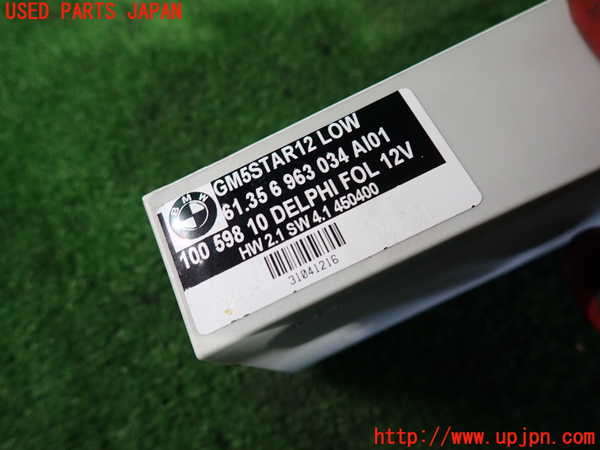 USED PARTS JAPAN
BMW
GM5STAR12 LOW
61.35 6 963 034 AI01
100 598 10 DELPHI FOL 12V
HW 2.1 SW 4.1 450400
31041216
http://www.upjpn.com/